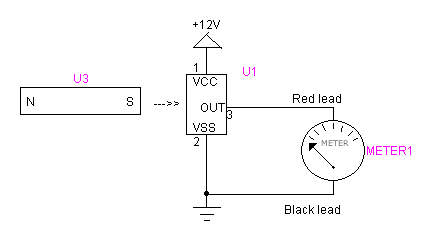 +12V
U3
U1
1
VCC
N S
--->>
OUT
3
Red lead
VSS
2
METER
METER1
Black lead